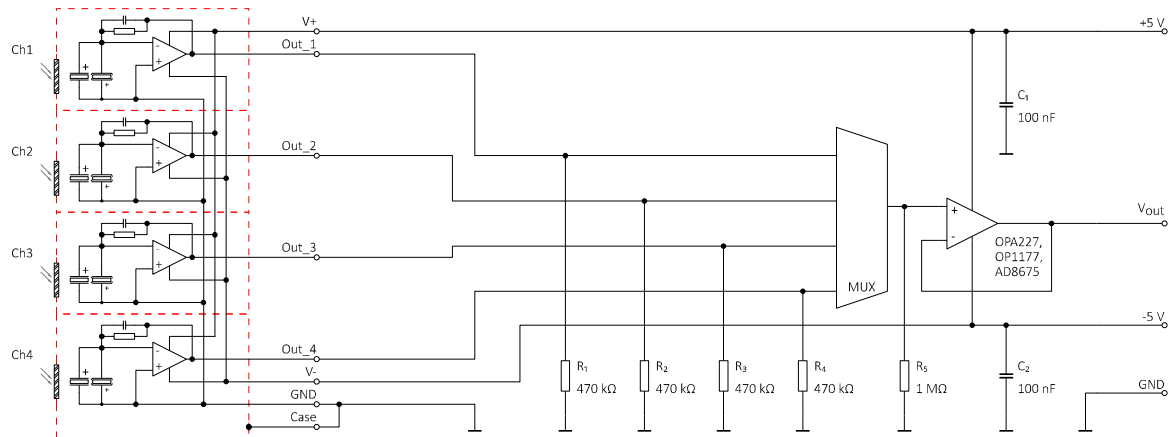 V+
+5 V
Ch1
Out_1
C₁
100 nF
Ch2
Out_2
Vout
OPA227,
OP1177,
AD8675
Ch3
Out_3
MUX
-5 V
Ch4
Out_4
V-
R₁
470 kΩ
R₂
470 kΩ
R₃
470 kΩ
R₄
470 kΩ
R₅
1 MΩ
C₂
100 nF
GND
GND
Case